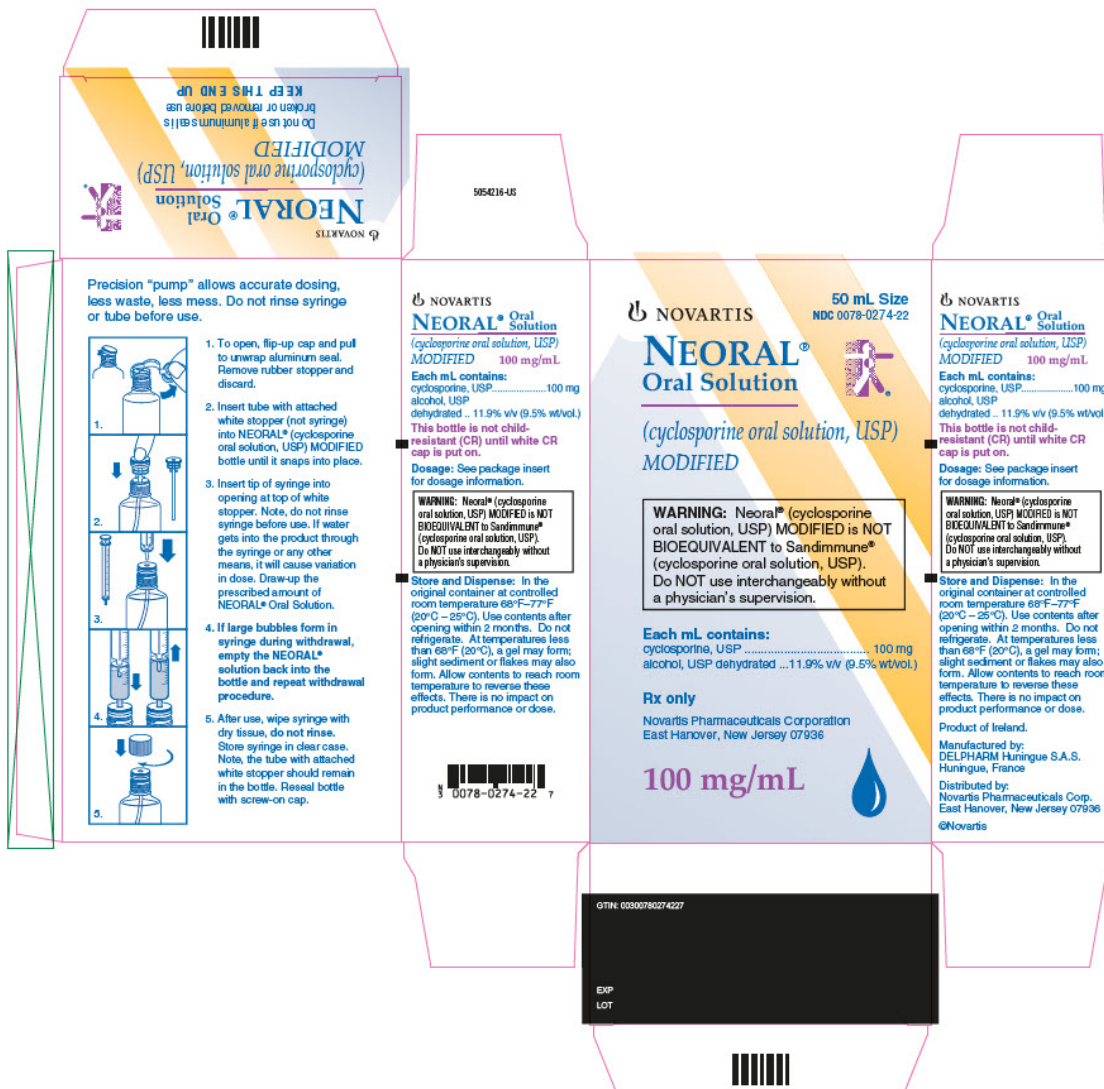 KEEP THIS END UP
Do not use if aluminum seal is
broken or removed before use
MODIFIED
(cyclosporine oral solution, USP)
NEORAL® Oral
Solution
NOVARTIS
5054216-US
Precision “pump” allows accurate dosing,
less waste, less mess. Do not rinse syringe
or tube before use.
1.
2.
3.
4.
5.
1. To open, flip-up cap and pull
to unwrap aluminum seal.
Remove rubber stopper and
discard.
2. Insert tube with attached
white stopper (not syringe)
into NEORAL® (cyclosporine
oral solution, USP) MODIFIED
bottle until it snaps into place.
3. Insert tip of syringe into
opening at top of white
stopper. Note, do not rinse
syringe before use. If water
gets into the product through
the syringe or any other
means, it will cause variation
in dose. Draw-up the
prescribed amount of
NEORAL® Oral Solution.
4. If large bubbles form in
syringe during withdrawal,
empty the NEORAL®
solution back into the
bottle and repeat withdrawal
procedure.
5. After use, wipe syringe with
dry tissue, do not rinse.
Store syringe in clear case.
Note, the tube with attached
white stopper should remain
in the bottle. Reseal bottle
with screw-on cap.
NOVARTIS
NEORAL® Oral
Solution
(cyclosporine oral solution, USP)
MODIFIED 100 mg/mL
Each mL contains:
cyclosporine, USP....................100 mg
alcohol, USP
dehydrated .. 11.9% v/v (9.5% wt/vol.)
This bottle is not child-
resistant (CR) until white CR
cap is put on.
Dosage: See package insert
for dosage information.
WARNING: Neoral® (cyclosporine
oral solution, USP) MODIFIED is NOT
BIOEQUIVALENT to Sandimmune®
(cyclosporine oral solution, USP).
Do NOT use interchangeably without
a physician's supervision.
Store and Dispense: In the
original container at controlled
room temperature 68°F–77°F
(20°C – 25°C). Use contents after
opening within 2 months. Do not
refrigerate. At temperatures less
than 68°F (20°C), a gel may form;
slight sediment or flakes may also
form. Allow contents to reach room
temperature to reverse these
effects. There is no impact on
product performance or dose.
N
3 0078-0274-22 7
50 mL Size
NDC 0078-0274-22
NOVARTIS
NEORAL®
Oral Solution
(cyclosporine oral solution, USP)
MODIFIED
WARNING: Neoral® (cyclosporine
oral solution, USP) MODIFIED is NOT
BIOEQUIVALENT to Sandimmune®
(cyclosporine oral solution, USP).
Do NOT use interchangeably without
a physician's supervision.
Each mL contains:
cyclosporine, USP ...................................... 100 mg
alcohol, USP dehydrated ...11.9% v/v (9.5% wt/vol.)
Rx only
Novartis Pharmaceuticals Corporation
East Hanover, New Jersey 07936
100 mg/mL
GTIN: 00300780274227
EXP
LOT
NOVARTIS
NEORAL® Oral
Solution
(cyclosporine oral solution, USP)
MODIFIED 100 mg/mL
Each mL contains:
cyclosporine, USP...................100 mg
alcohol, USP
dehydrated .. 11.9% v/v (9.5% wt/vol
This bottle is not child-
resistant (CR) until white CR
cap is put on.
Dosage: See package insert
for dosage information.
WARNING: Neoral® (cyclosporine
oral solution, USP) MODIFIED is NOT
BIOEQUIVALENT to Sandimmune®
(cyclosporine oral solution, USP).
Do NOT use interchangeably without
a physician's supervision.
Store and Dispense: In the
original container at controlled
room temperature 68°F–77°F
(20°C – 25°C). Use contents after
opening within 2 months. Do not
refrigerate. At temperatures less
than 68°F (20°C), a gel may form;
slight sediment or flakes may also
form. Allow contents to reach room
temperature to reverse these
effects. There is no impact on
product performance or dose.
Product of Ireland.
Manufactured by:
DELPHARM Huningue S.A.S.
Huningue, France
Distributed by:
Novartis Pharmaceuticals Corp.
East Hanover, New Jersey 07936
©Novartis